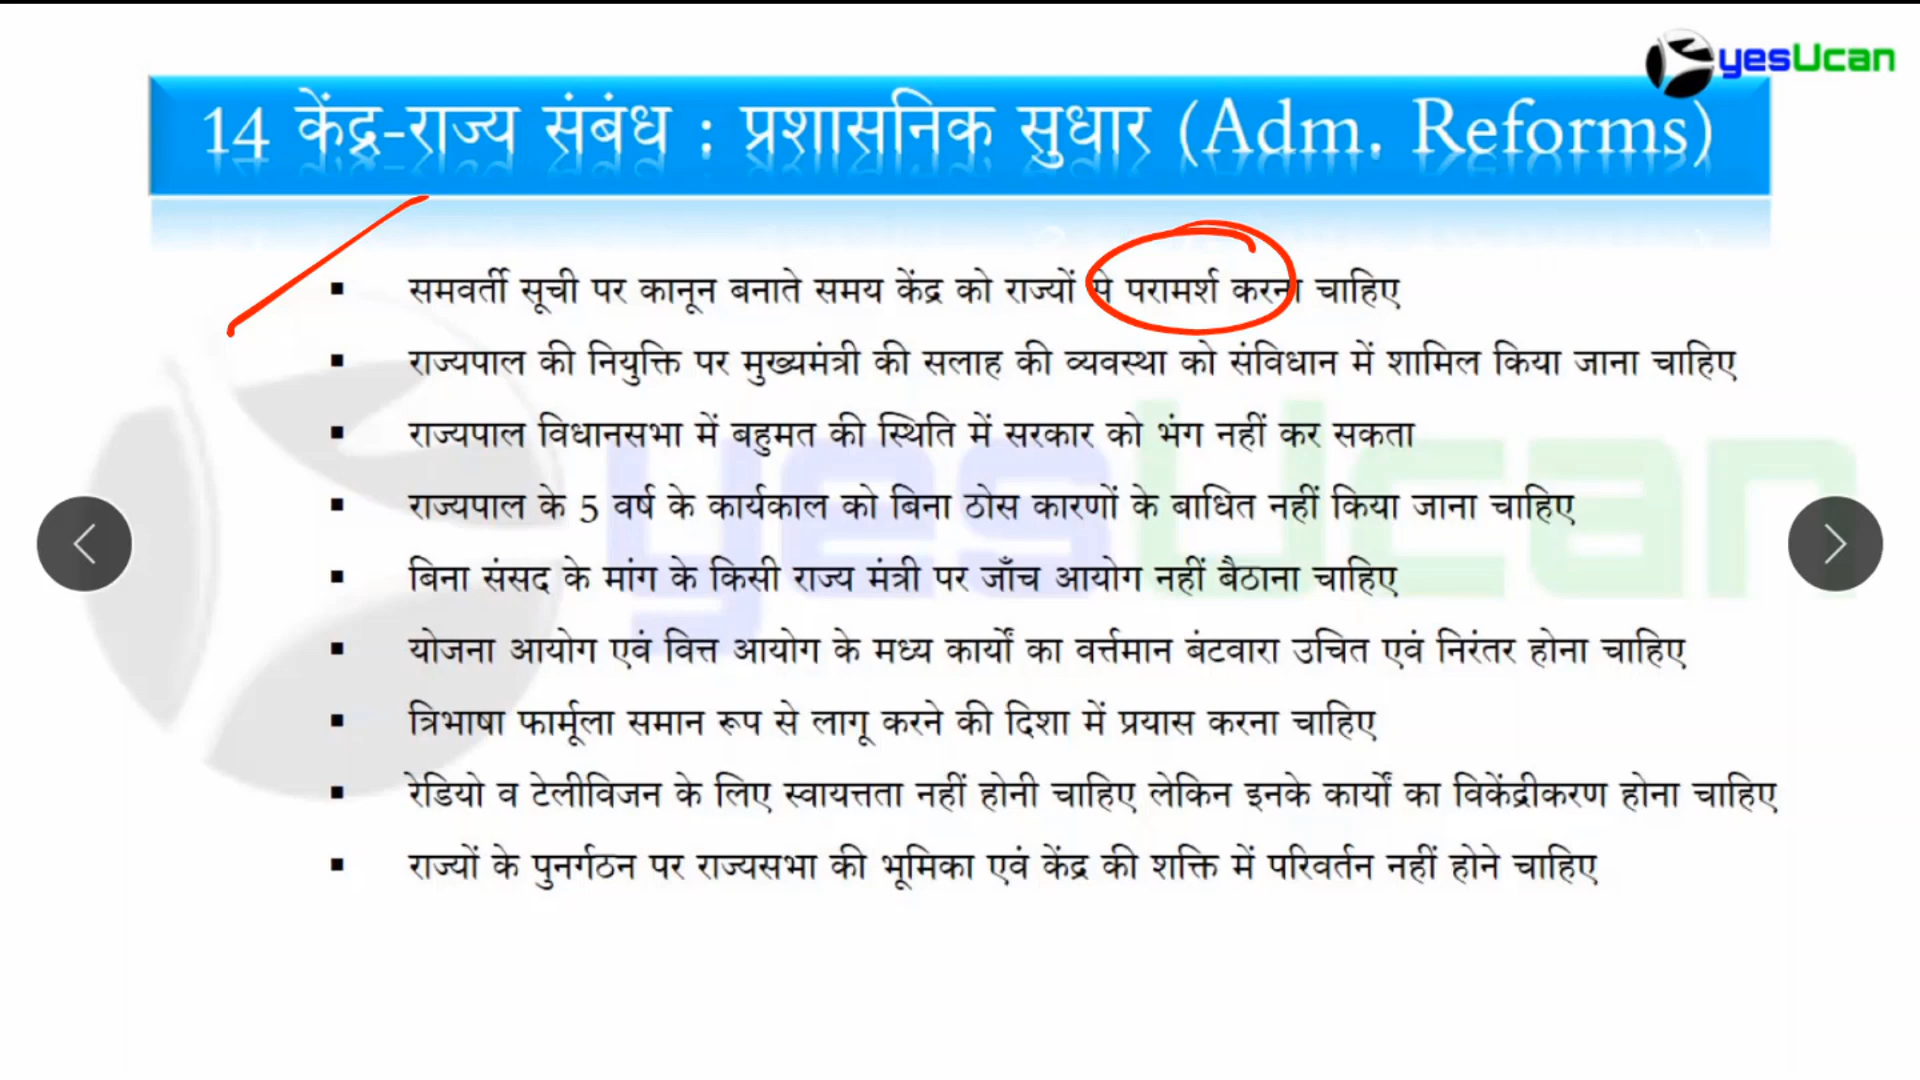 yesUcan
14 केंद्र-राज्य संबंध : प्रशासनिक सुधार (Adm. Reforms)
▪ समवर्ती सूची पर कानून बनाते समय केंद्र को राज्यों से परामर्श करना चाहिए
▪ राज्यपाल की नियुक्ति पर मुख्यमंत्री की सलाह की व्यवस्था को संविधान में शामिल किया जाना चाहिए
▪ राज्यपाल विधानसभा में बहुमत की स्थिति में सरकार को भंग नहीं कर सकता
▪ राज्यपाल के 5 वर्ष के कार्यकाल को बिना ठोस कारणों के बाधित नहीं किया जाना चाहिए
▪ बिना संसद के मांग के किसी राज्य मंत्री पर जाँच आयोग नहीं बैठाना चाहिए
▪ योजना आयोग एवं वित्त आयोग के मध्य कार्यों का वर्त्तमान बंटवारा उचित एवं निरंतर होना चाहिए
▪ त्रिभाषा फार्मूला समान रूप से लागू करने की दिशा में प्रयास करना चाहिए
▪ रेडियो व टेलीविजन के लिए स्वायत्तता नहीं होनी चाहिए लेकिन इनके कार्यों का विकेंद्रीकरण होना चाहिए
▪ राज्यों के पुनर्गठन पर राज्यसभा की भूमिका एवं केंद्र की शक्ति में परिवर्तन नहीं होने चाहिए
yesUcan